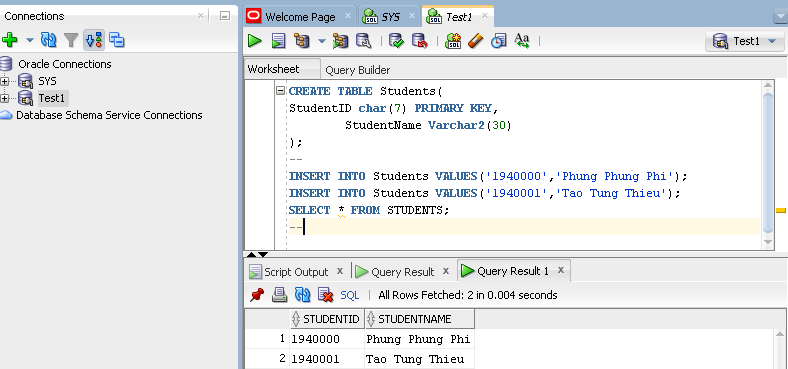 Connections
Welcome Page
SYS
Test1
SQL
SQL
Aa
Test1
Oracle Connections
SYS
Test1
Database Schema Service Connections
Worksheet
Query Builder
CREATE TABLE Students(
StudentID char(7) PRIMARY KEY,
StudentName Varchar2(30)
);
--
INSERT INTO Students VALUES('1940000','Phung Phung Phi');
INSERT INTO Students VALUES('1940001','Tao Tung Thieu');
SELECT * FROM STUDENTS;
--
Script Output
Query Result
Query Result 1
SQL | All Rows Fetched: 2 in 0.004 seconds
STUDENTID STUDENTNAME
1 1940000 Phung Phung Phi
2 1940001 Tao Tung Thieu